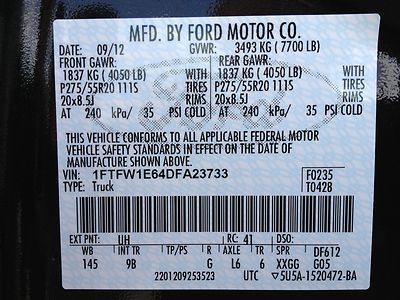 MFD. BY FORD MOTOR CO.
DATE: 09/12 GVWR: 3493 KG ( 7700 LB)
FRONT GAWR: REAR GAWR:
1837 KG ( 4050 LB) 1837 KG ( 4050 LB)
P275/55R20 111S WITH TIRES P275/55R20 111S WITH TIRES
20x8.5J RIMS 20x8.5J RIMS
AT 240 kPa/ 35 PSI COLD AT 240 kPa/ 35 PSI COLD
THIS VEHICLE CONFORMS TO ALL APPLICABLE FEDERAL MOTOR
VEHICLE SAFETY STANDARDS IN EFFECT ON THE DATE OF
MANUFACTURE SHOWN ABOVE.
VIN: 1FTFW1E64DFA23733 F0235
TYPE: Truck T0428
EXT PNT: UH RC: 41 DSO:
WB BRK INT TR TP/PS R AXLE TR SPR DF612
145 9B G L6 6 XXGG G05
2201209253523 UTC 5U5A-1520472-BA